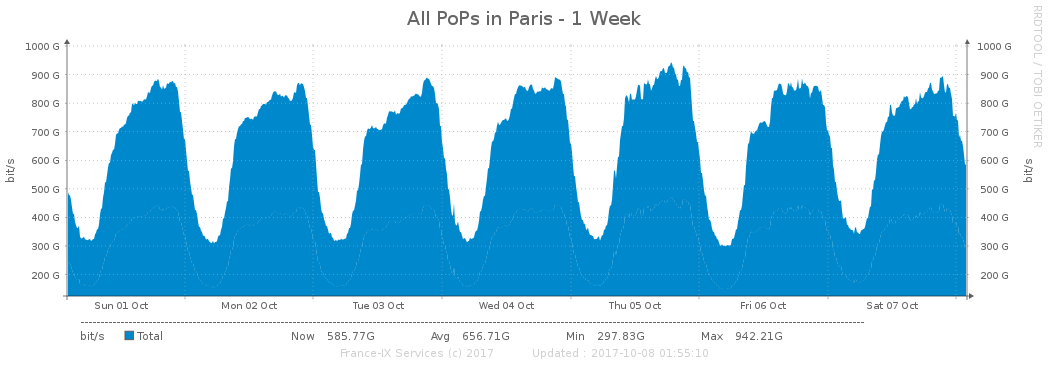 All PoPs in Paris - 1 Week
RRDTOOL / TOBI OETIKER
bit/s
1000 G
900 G
800 G
700 G
600 G
500 G
400 G
300 G
200 G
1000 G
900 G
800 G
700 G
600 G
500 G
400 G
300 G
200 G
bit/s
Sun 01 Oct Mon 02 Oct Tue 03 Oct Wed 04 Oct Thu 05 Oct Fri 06 Oct Sat 07 Oct
bit/s Total Now 585.77G Avg 656.71G Min 297.83G Max 942.21G
France-IX Services (c) 2017 Updated : 2017-10-08 01:55:10